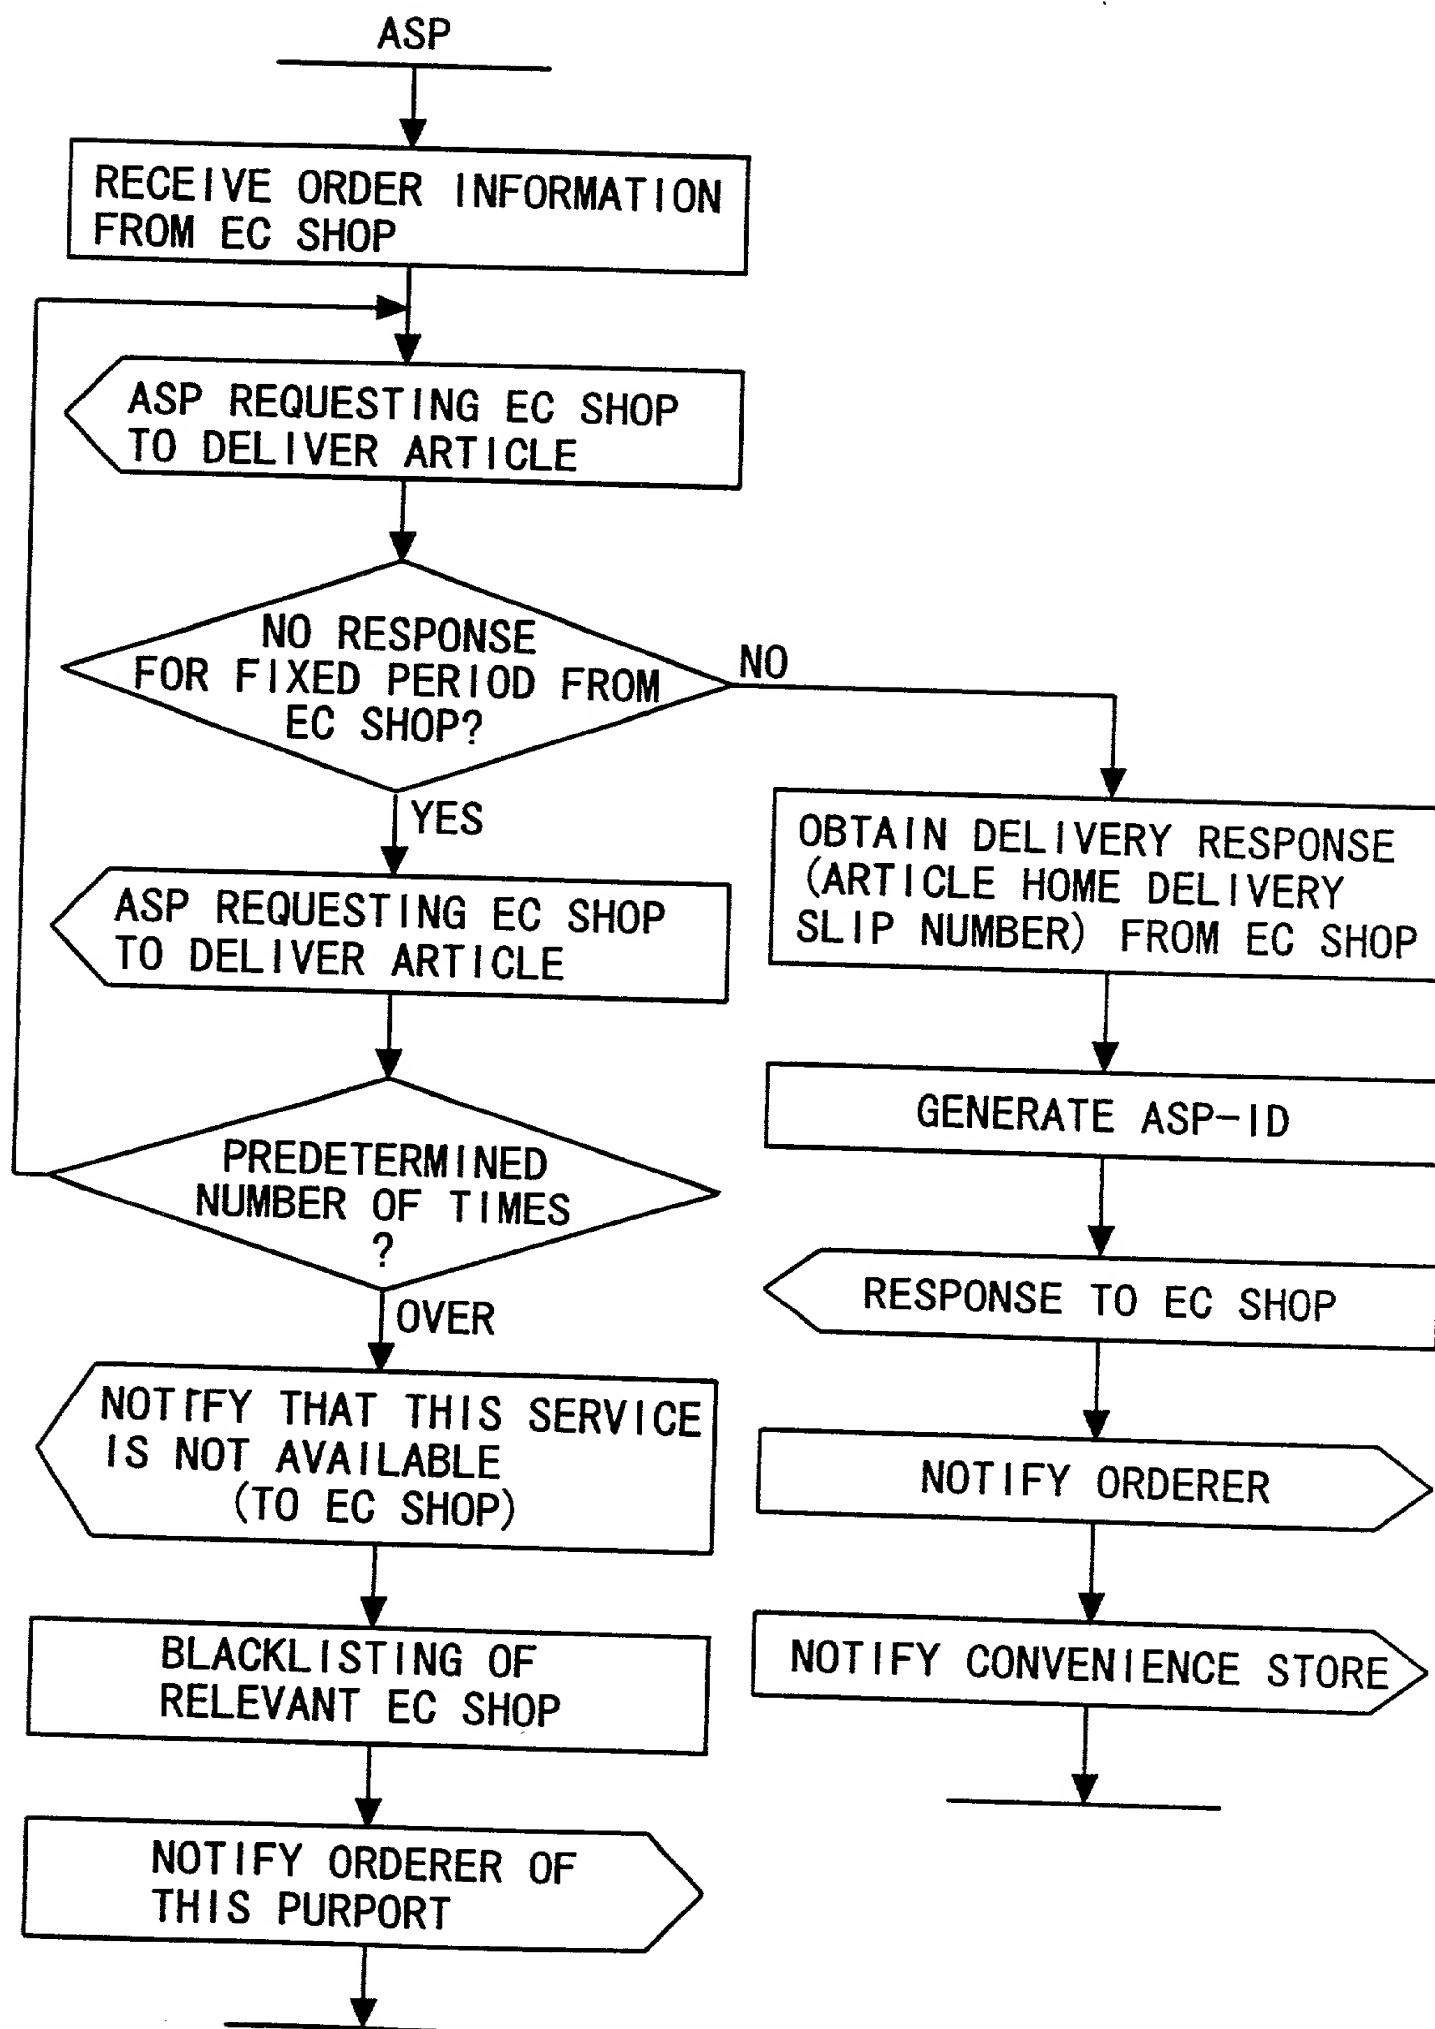 ASP
RECEIVE ORDER INFORMATION
FROM EC SHOP
ASP REQUESTING EC SHOP
TO DELIVER ARTICLE
NO RESPONSE
FOR FIXED PERIOD FROM
EC SHOP?
NO
YES
ASP REQUESTING EC SHOP
TO DELIVER ARTICLE
PREDETERMINED
NUMBER OF TIMES
?
OVER
NOTIFY THAT THIS SERVICE
IS NOT AVAILABLE
(TO EC SHOP)
BLACKLISTING OF
RELEVANT EC SHOP
NOTIFY ORDERER OF
THIS PURPORT
OBTAIN DELIVERY RESPONSE
(ARTICLE HOME DELIVERY
SLIP NUMBER) FROM EC SHOP
GENERATE ASP-ID
RESPONSE TO EC SHOP
NOTIFY ORDERER
NOTIFY CONVENIENCE STORE